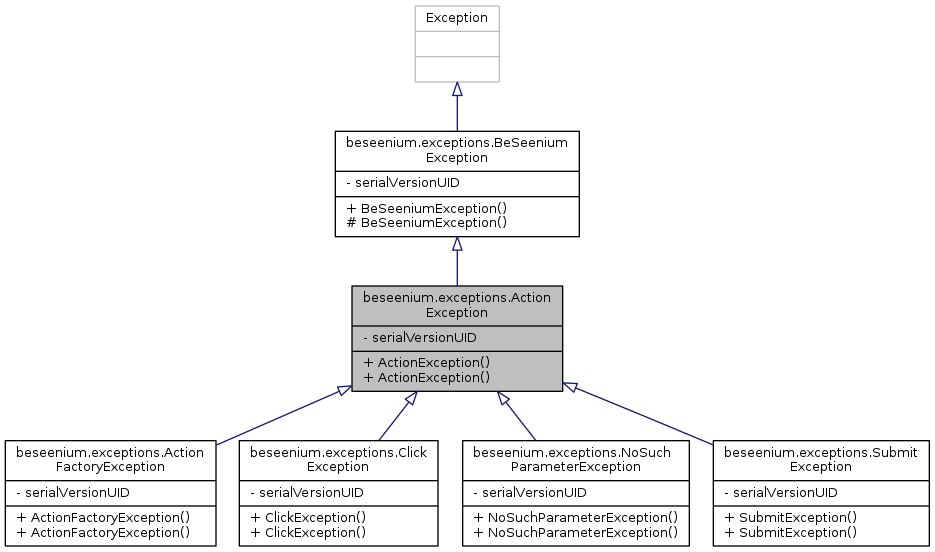 Exception
beseenium.exceptions.BeSeenium
Exception
- serialVersionUID
+ BeSeeniumException()
# BeSeeniumException()
beseenium.exceptions.Action
Exception
- serialVersionUID
+ ActionException()
+ ActionException()
beseenium.exceptions.Action
FactoryException
- serialVersionUID
+ ActionFactoryException()
+ ActionFactoryException()
beseenium.exceptions.Click
Exception
- serialVersionUID
+ ClickException()
+ ClickException()
beseenium.exceptions.NoSuch
ParameterException
- serialVersionUID
+ NoSuchParameterException()
+ NoSuchParameterException()
beseenium.exceptions.Submit
Exception
- serialVersionUID
+ SubmitException()
+ SubmitException()